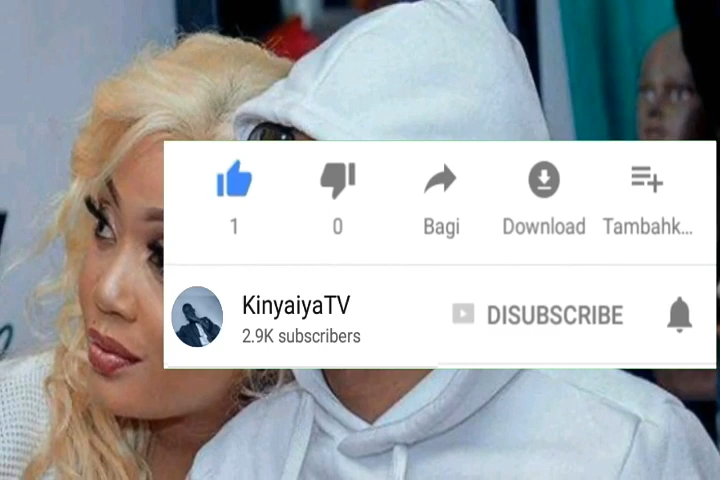 1
0
Bagi
Download
Tambahk...
KinyaiyaTV
2.9K subscribers
DISUBSCRIBE